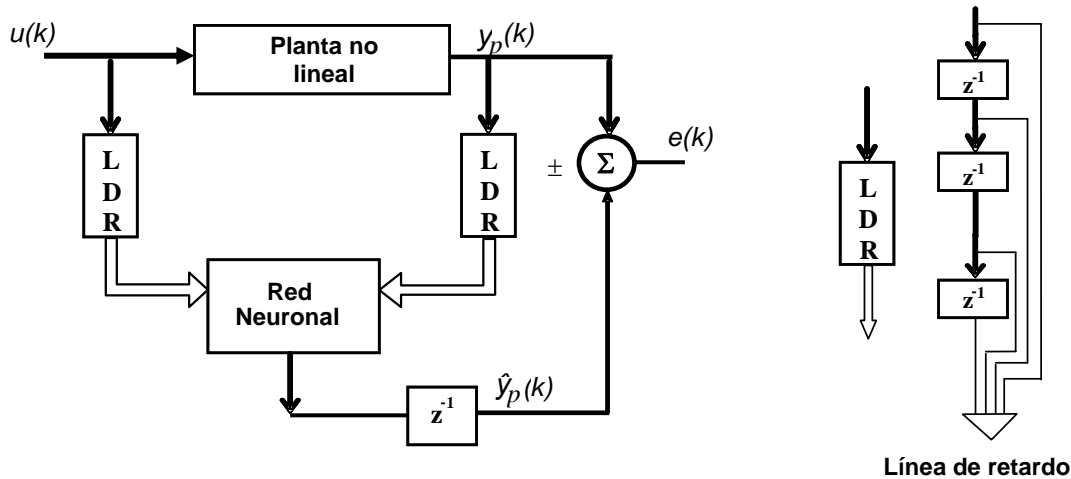 u(k)
Planta no
lineal
yₚ(k)
L
D
R
L
D
R
±
Σ
e(k)
Red
Neuronal
z⁻¹
ŷₚ(k)
L
D
R
z⁻¹
z⁻¹
z⁻¹
Línea de retardo